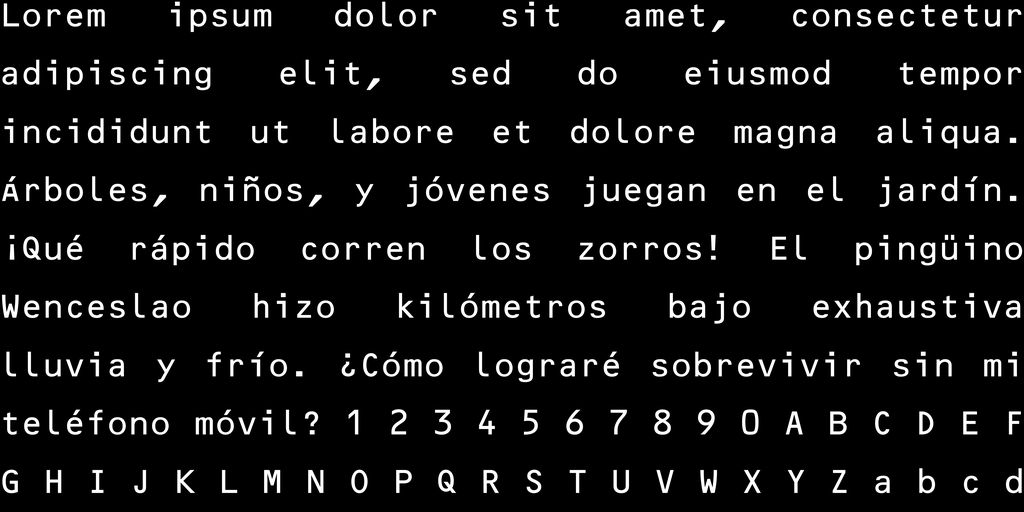 Lorem ipsum dolor sit amet, consectetur
adipiscing elit, sed do eiusmod tempor
incididunt ut labore et dolore magna aliqua.
Árboles, niños, y jóvenes juegan en el jardín.
¡Qué rápido corren los zorros! El pingüino
Wenceslao hizo kilómetros bajo exhaustiva
lluvia y frío. ¿Cómo lograré sobrevivir sin mi
teléfono móvil? 1 2 3 4 5 6 7 8 9 0 A B C D E F
G H I J K L M N O P Q R S T U V W X Y Z a b c d